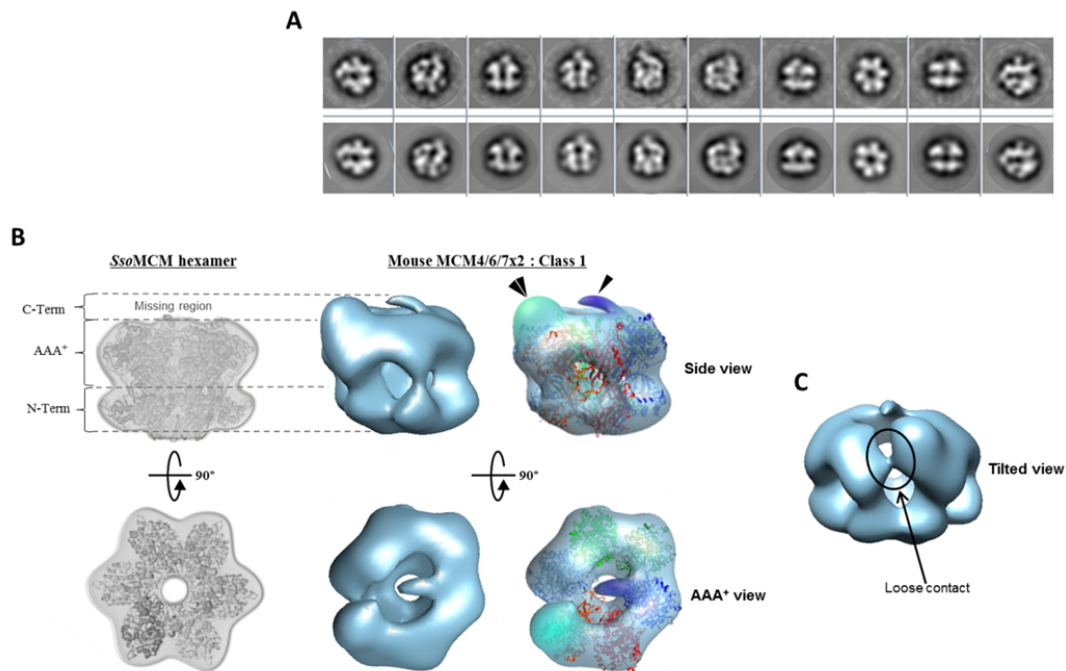 A
B
SsoMCM hexamer
Mouse MCM4/6/7x2 : Class 1
C-Term
Missing region
AAA+
N-Term
Side view
C
90°
90°
Tilted view
Loose contact
AAA+ view